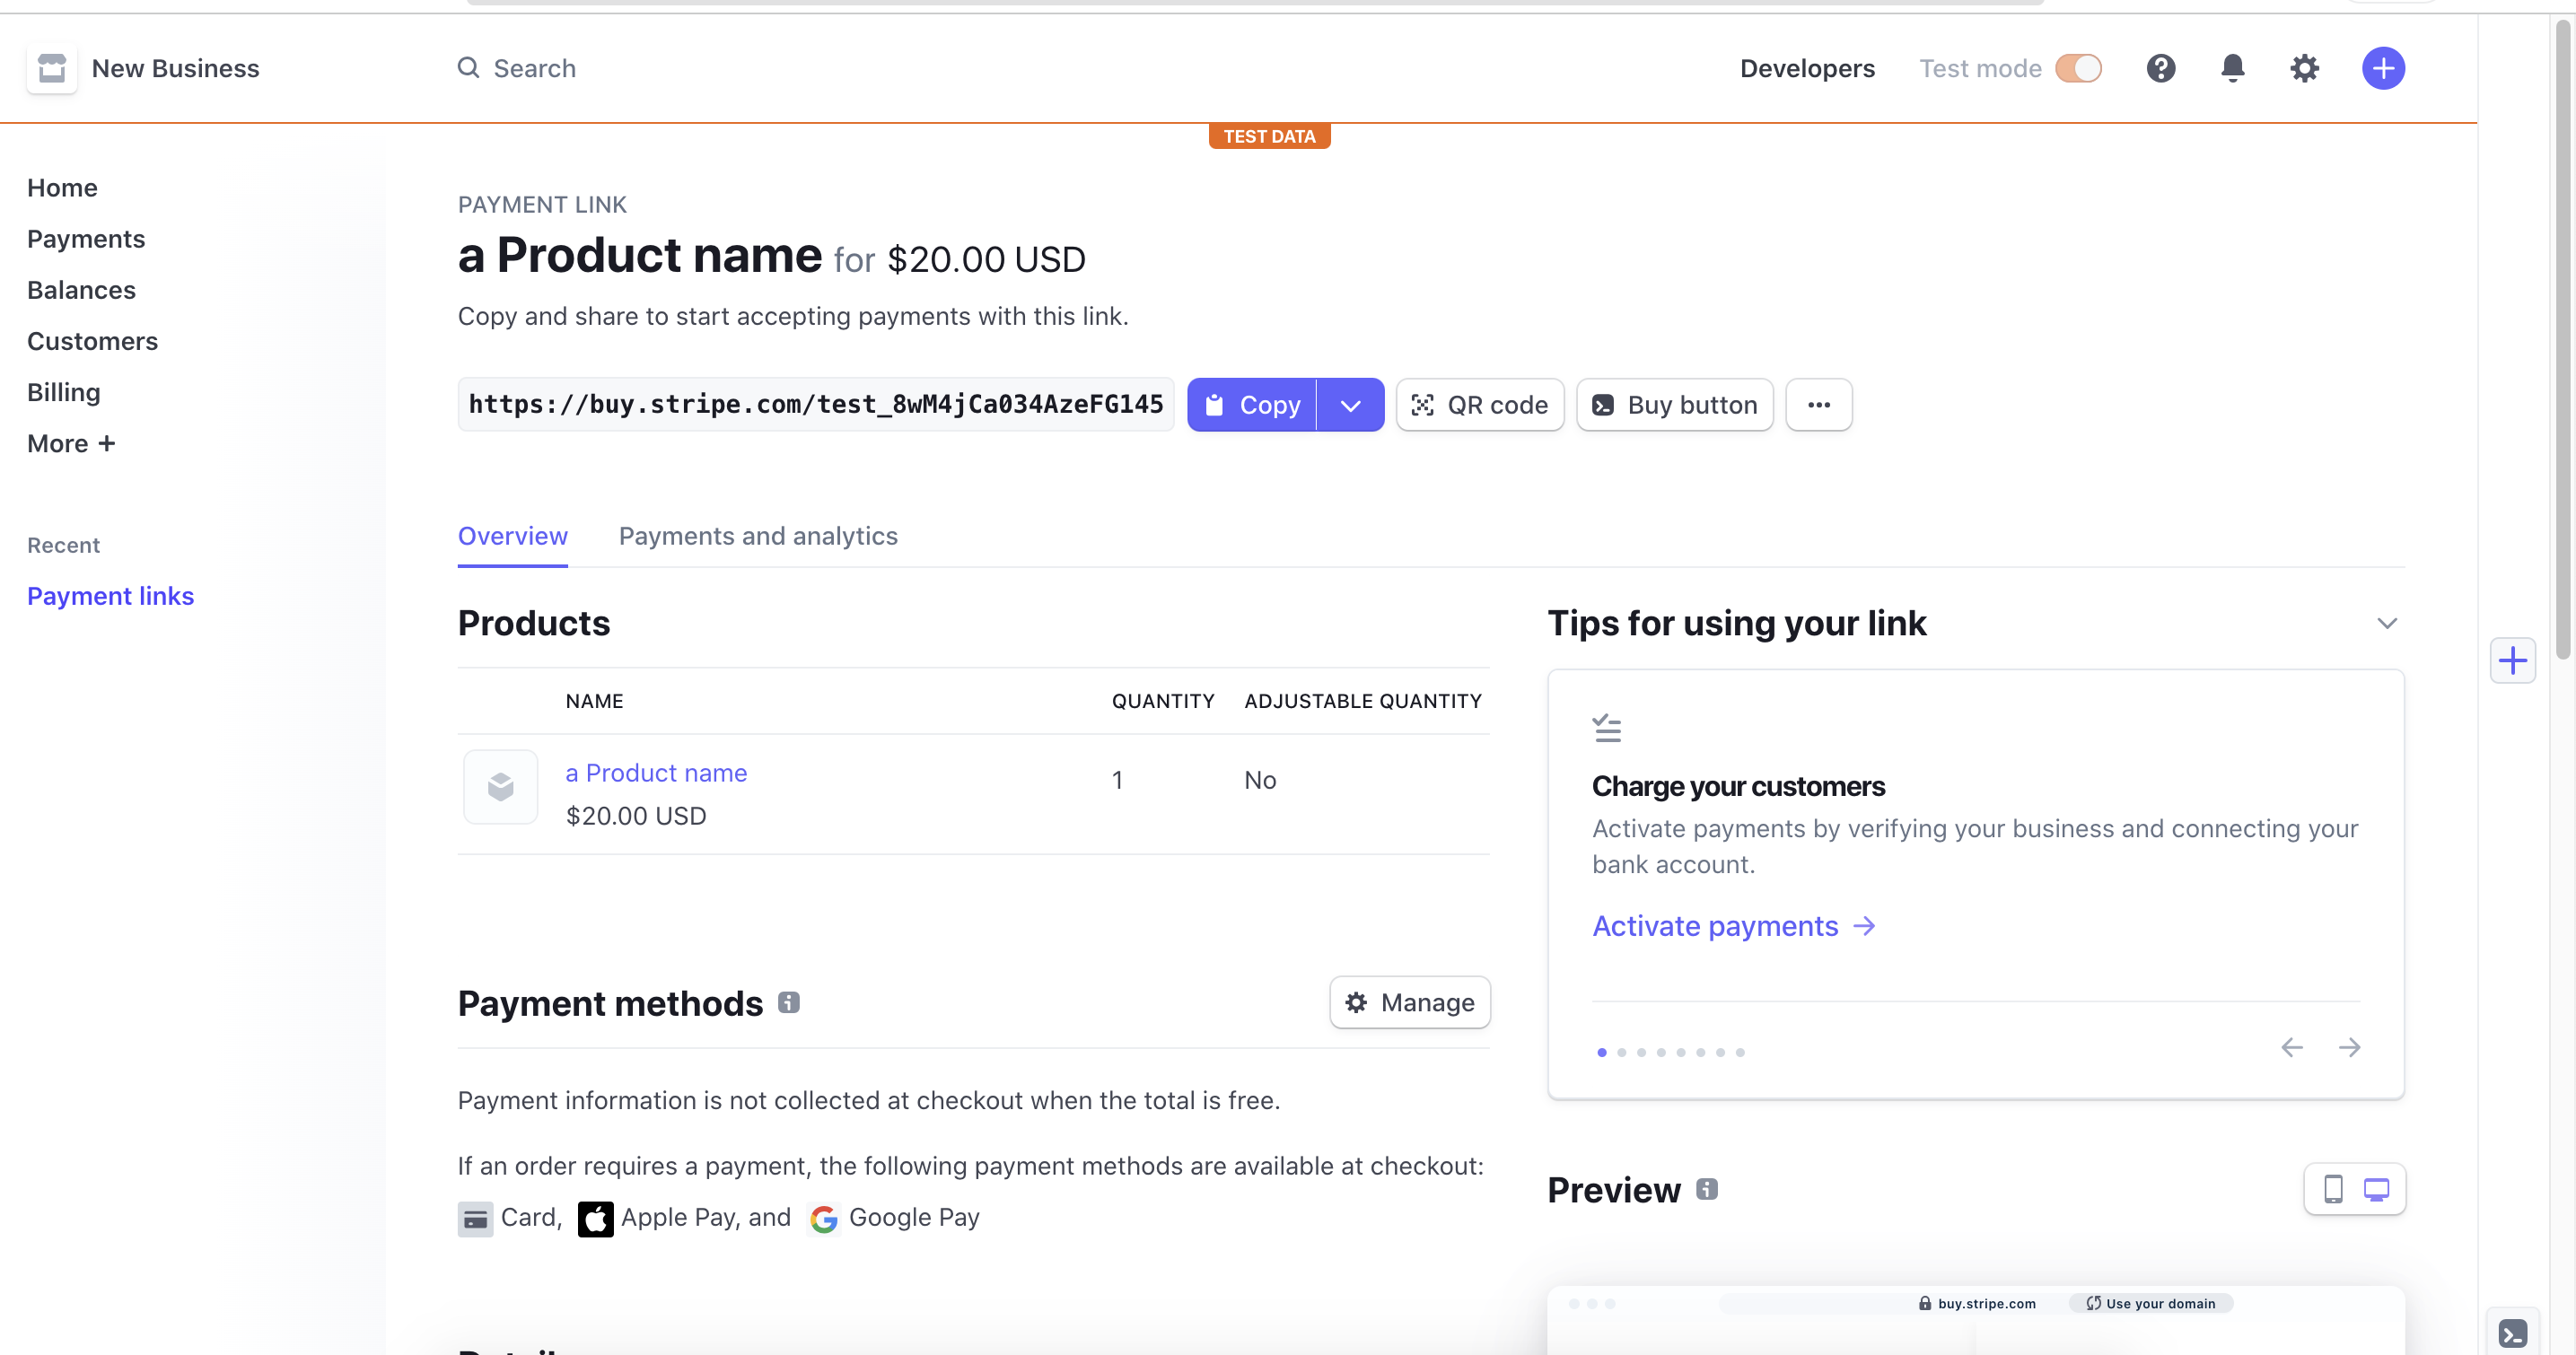 New Business
Search
Developers
Test mode
TEST DATA
Home
Payments
Balances
Customers
Billing
More +
Recent
Payment links
PAYMENT LINK
a Product name for $20.00 USD
Copy and share to start accepting payments with this link.
https://buy.stripe.com/test_8wM4jCa034AzeFG145
Copy
QR code
Buy button
Overview
Payments and analytics
Products
NAME QUANTITY ADJUSTABLE QUANTITY
a Product name 1 No
$20.00 USD
Payment methods
Manage
Payment information is not collected at checkout when the total is free.
If an order requires a payment, the following payment methods are available at checkout:
Card, Apple Pay, and Google Pay
Tips for using your link
Charge your customers
Activate payments by verifying your business and connecting your
bank account.
Activate payments →
Preview
buy.stripe.com
Use your domain